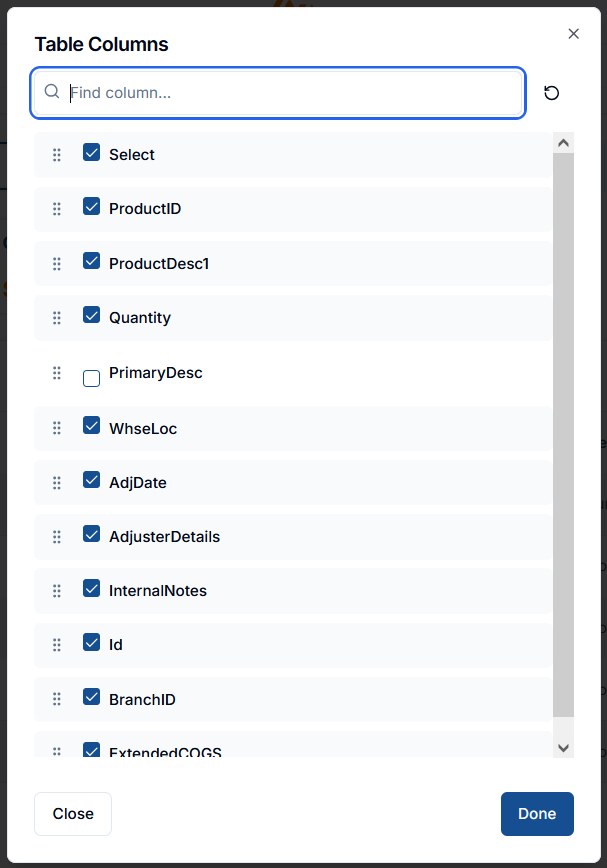 Table Columns
Find column...
Select
ProductID
ProductDesc1
Quantity
PrimaryDesc
WhseLoc
AdjDate
AdjusterDetails
InternalNotes
Id
BranchID
ExtendedCOGS
Close
Done